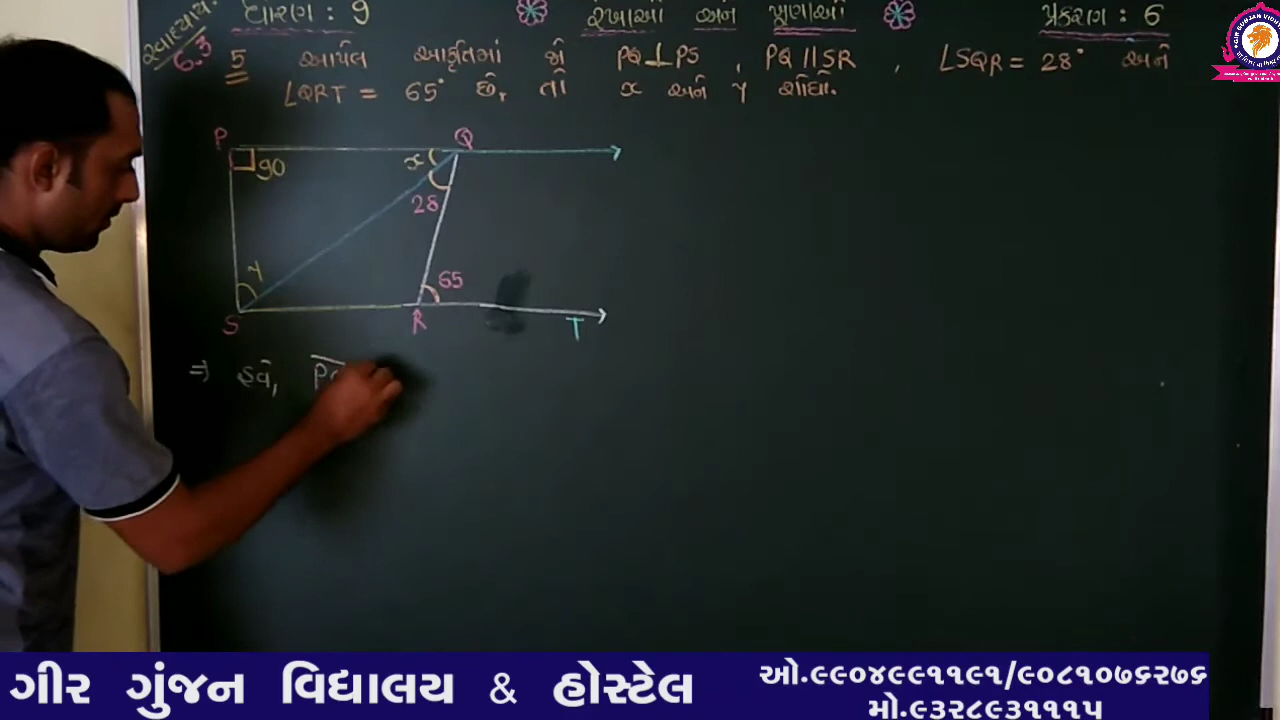 ધોરણ : 9 રેખાઓ અને ખૂણાઓ પ્રકરણ : 6
સ્વાધ્યાય:
6.3
5 આપેલ આકૃતિમાં જો PQ⊥PS , PQ || SR , ∠SQR = 28° અને
∠QRT = 65° છે, તો x અને y શોધો.
P Q
90 x
28
y 65
S R T
⇒ હવે, PQ
ગીર ગુંજન વિદ્યાલય & હોસ્ટેલ
ઓ.૯૯૦૪૯૯૧૧૯૧/૯૦૮૧૦૭૬૨૭૬
મો.૯૩૨૮૯૩૧૧૧૫